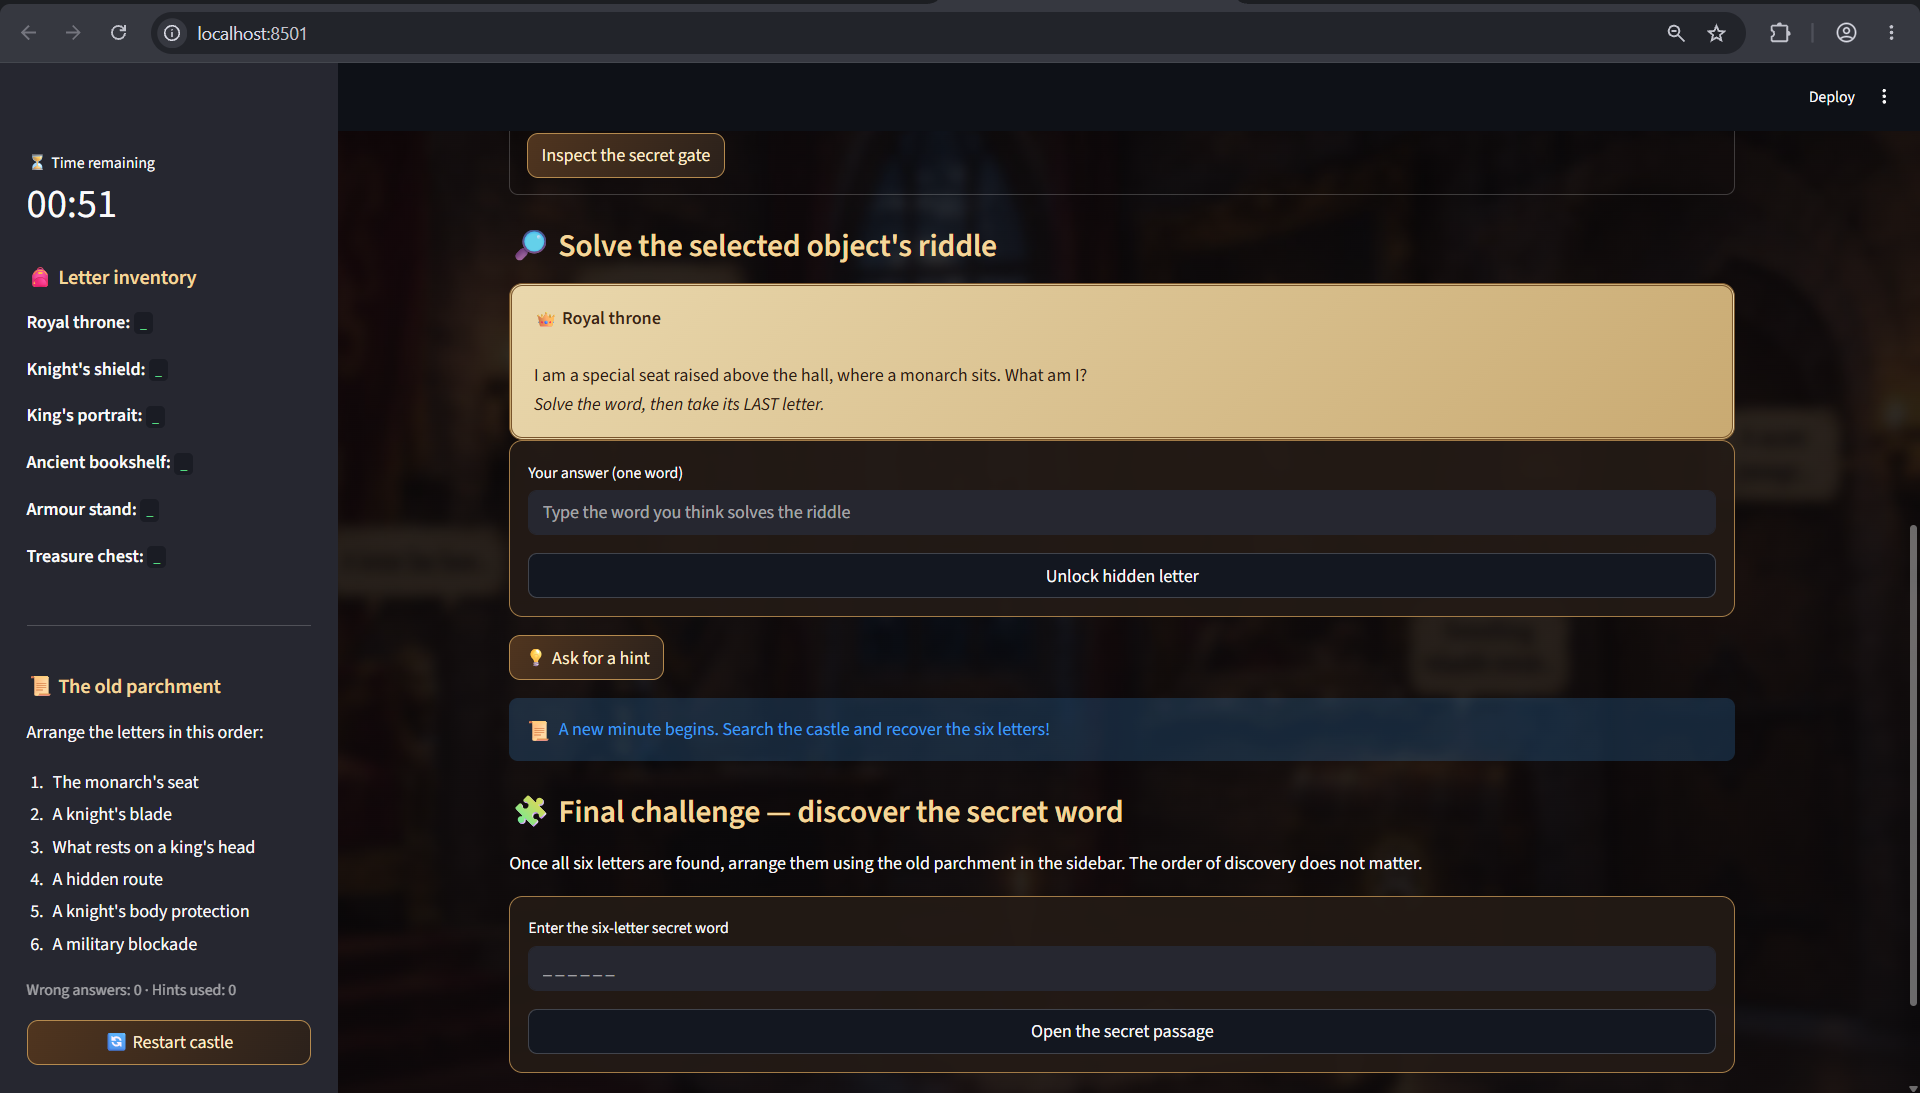 localhost:8501
Deploy
⏳ Time remaining
00:51
🎒 Letter inventory
Royal throne: _
Knight's shield: _
King's portrait: _
Ancient bookshelf: _
Armour stand: _
Treasure chest: _
📜 The old parchment
Arrange the letters in this order:
1. The monarch's seat
2. A knight's blade
3. What rests on a king's head
4. A hidden route
5. A knight's body protection
6. A military blockade
Wrong answers: 0 · Hints used: 0
🔄 Restart castle
Inspect the secret gate
🔎 Solve the selected object's riddle
👑 Royal throne
I am a special seat raised above the hall, where a monarch sits. What am I?
Solve the word, then take its LAST letter.
Your answer (one word)
Type the word you think solves the riddle
Unlock hidden letter
💡 Ask for a hint
📜 A new minute begins. Search the castle and recover the six letters!
🧩 Final challenge — discover the secret word
Once all six letters are found, arrange them using the old parchment in the sidebar. The order of discovery does not matter.
Enter the six-letter secret word
_ _ _ _ _ _
Open the secret passage